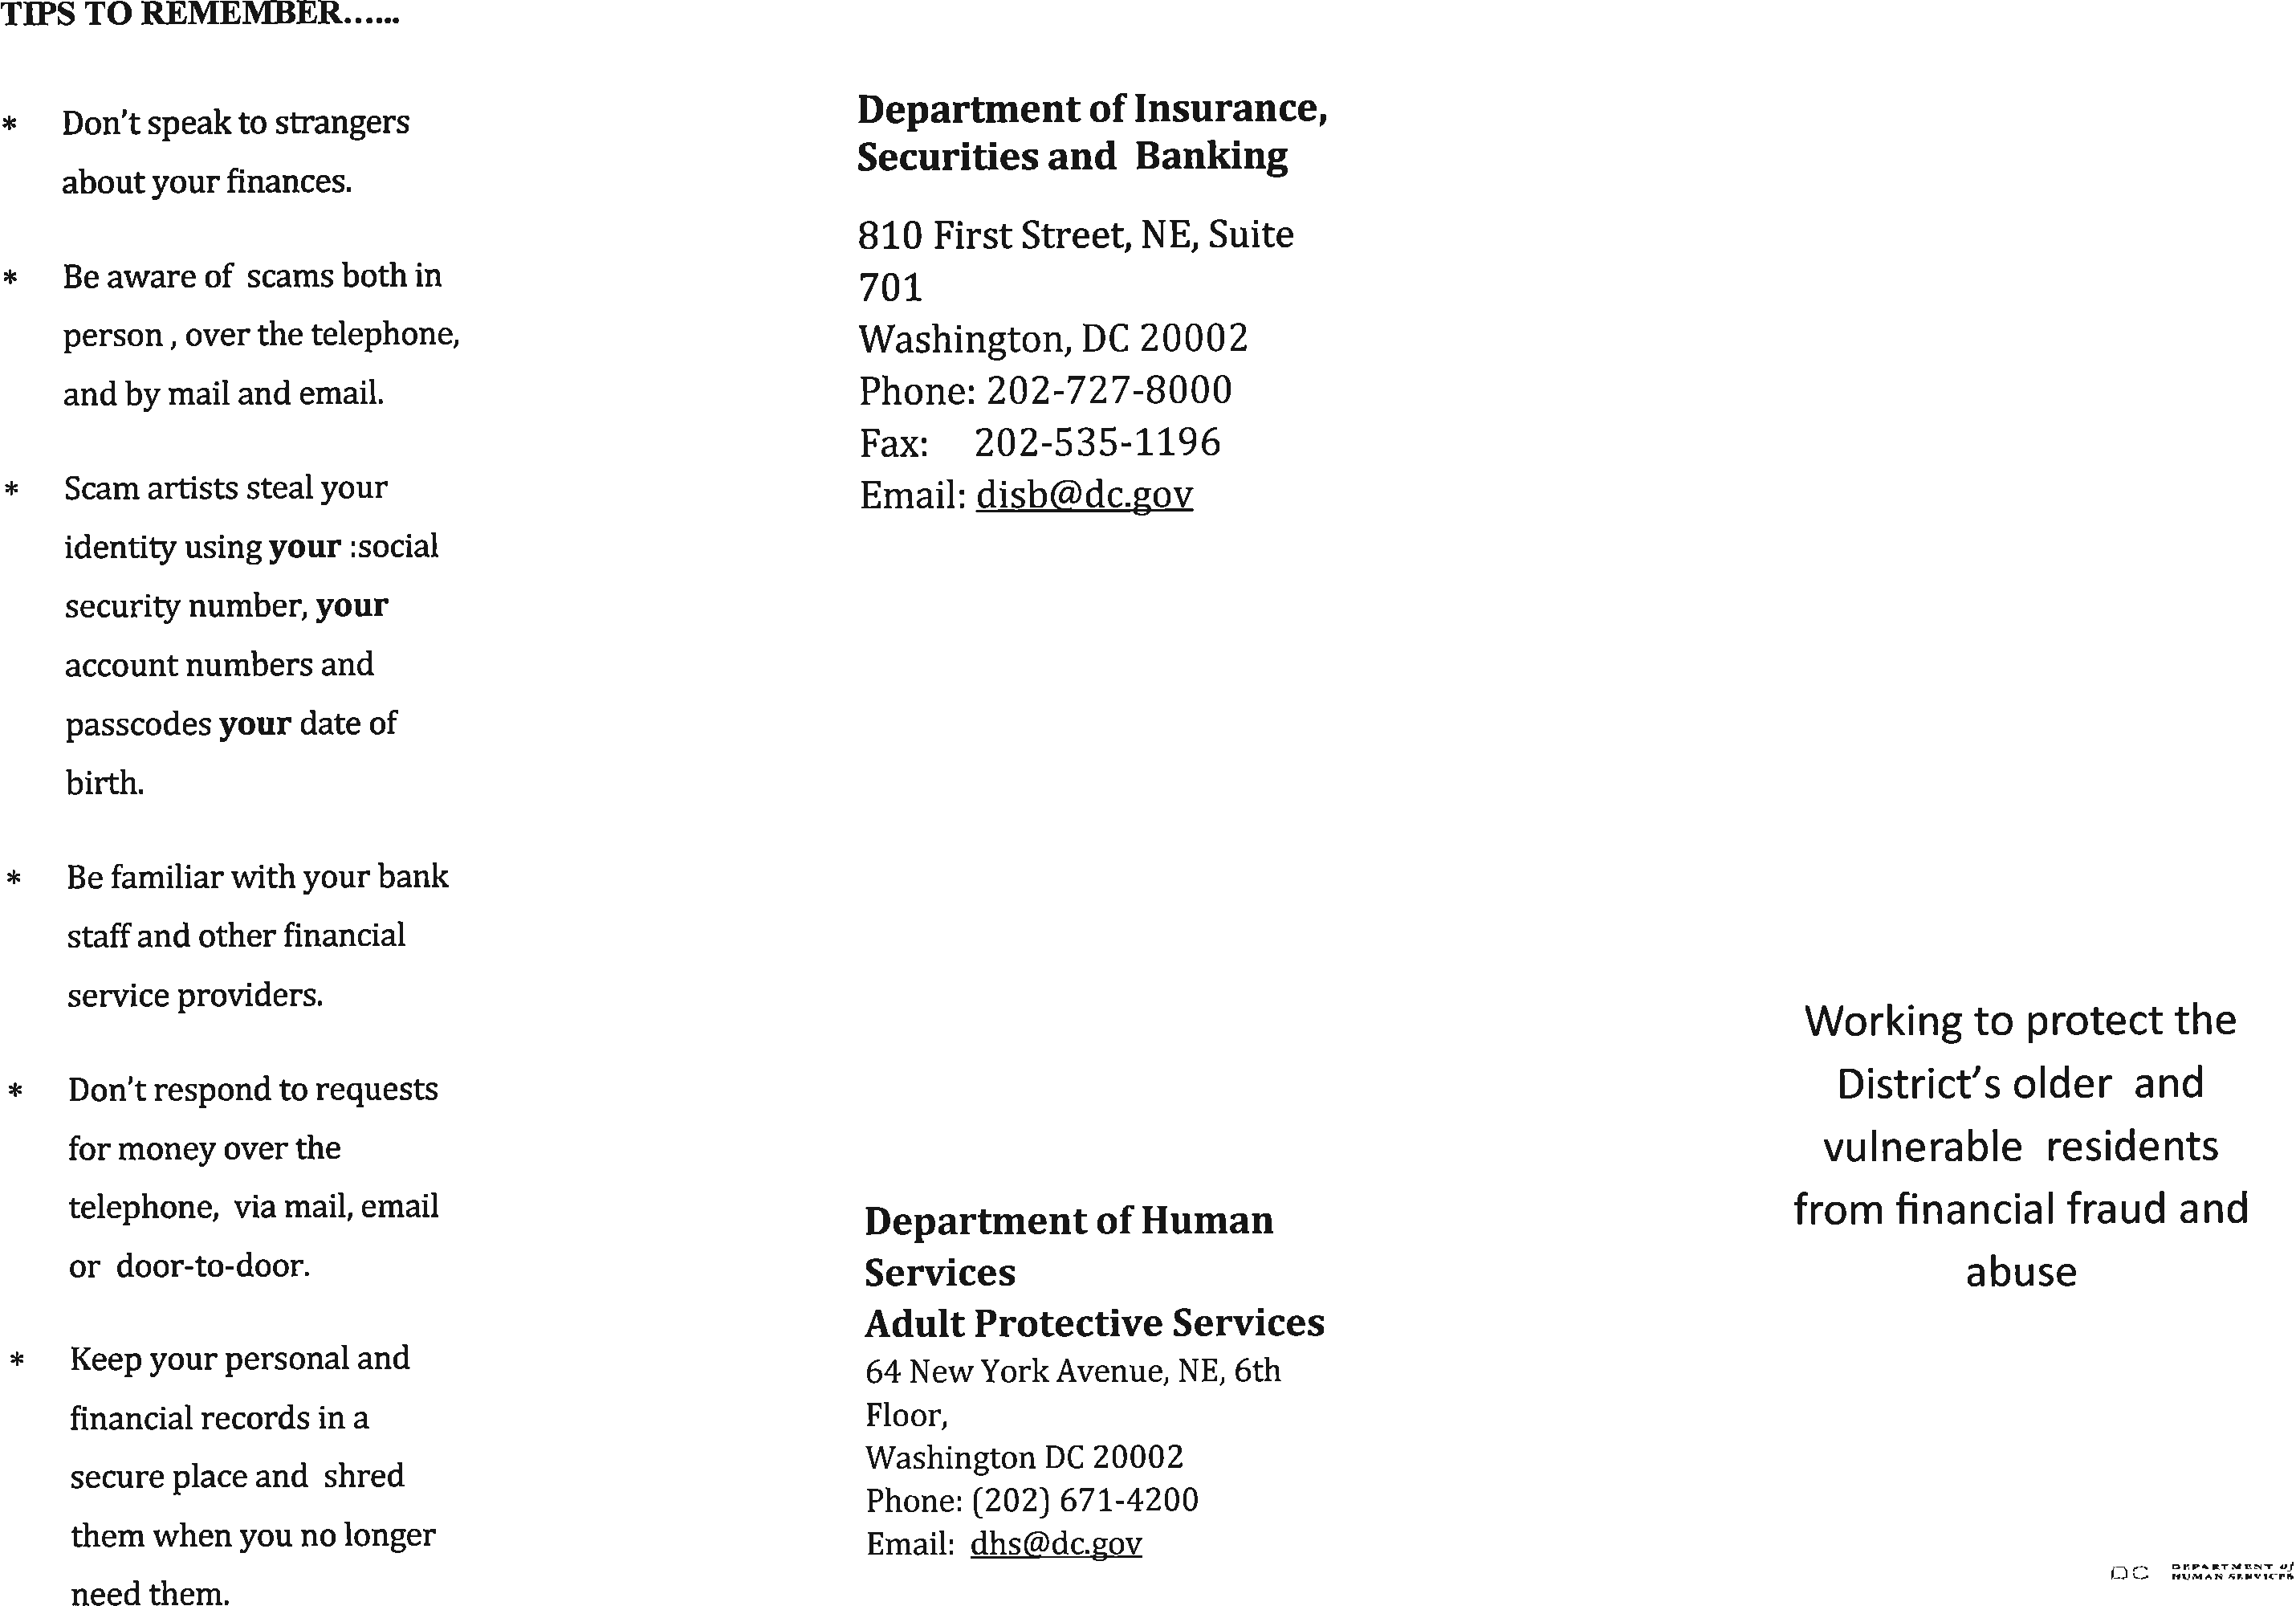 TIPS TO REMEMBER......
* Don't speak to strangers
about your finances.
* Be aware of scams both in
person , over the telephone,
and by mail and email.
* Scam artists steal your
identity using your :social
security number, your
account numbers and
passcodes your date of
birth.
* Be familiar with your bank
staff and other financial
service providers.
* Don't respond to requests
for money over the
telephone, via mail, email
or door-to-door.
* Keep your personal and
financial records in a
secure place and shred
them when you no longer
need them.
Department of Insurance,
Securities and Banking
810 First Street, NE, Suite
701
Washington, DC 20002
Phone: 202-727-8000
Fax: 202-535-1196
Email: disb@dc.gov
Department of Human
Services
Adult Protective Services
64 New York Avenue, NE, 6th
Floor,
Washington DC 20002
Phone: (202) 671-4200
Email: dhs@dc.gov
Working to protect the
District's older and
vulnerable residents
from financial fraud and
abuse
DC DEPARTMENT of
HUMAN SERVICES